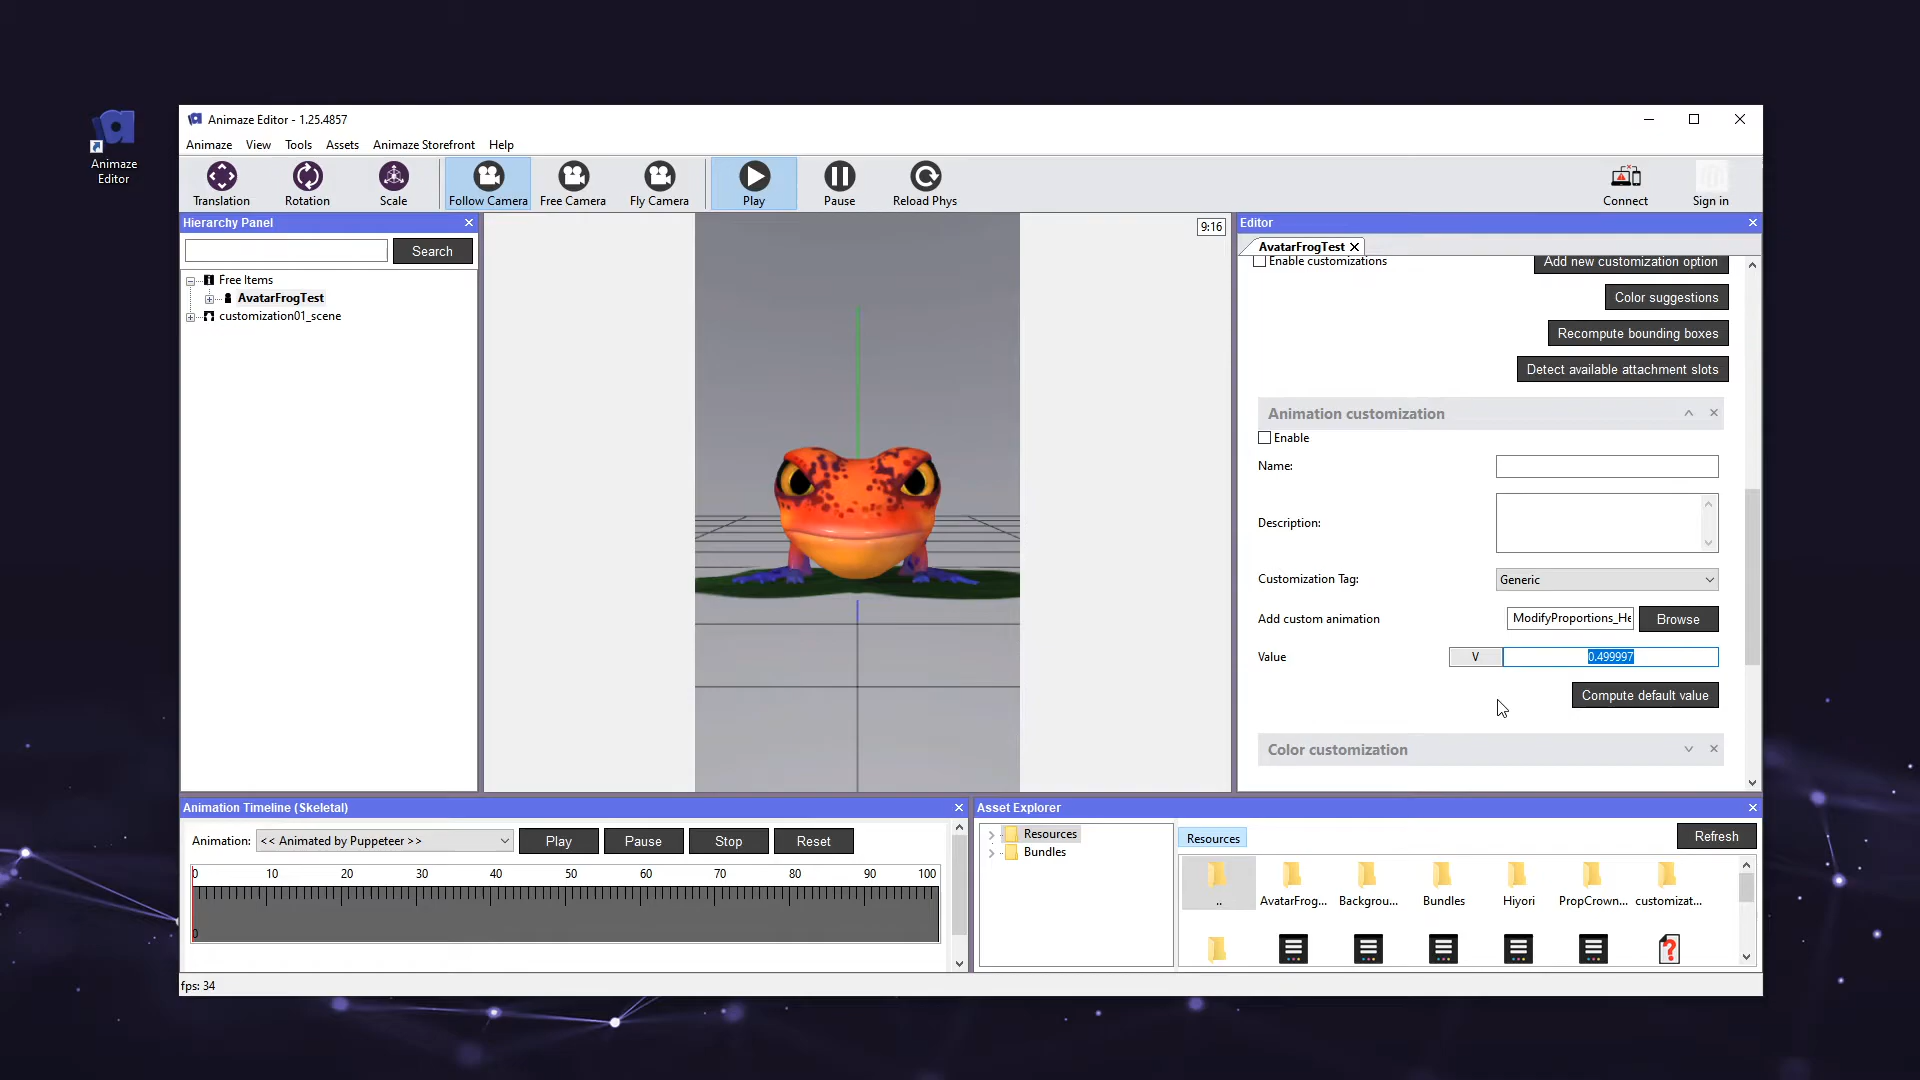 Animaze
Editor
Animaze Editor - 1.25.4857
Animaze View Tools Assets Animaze Storefront Help
Translation Rotation Scale Follow Camera Free Camera Fly Camera Play Pause Reload Phys Connect Sign in
Hierarchy Panel
Search
Free Items
AvatarFrogTest
customization01_scene
9:16
Editor
AvatarFrogTest
Enable customizations
Add new customization option
Color suggestions
Recompute bounding boxes
Detect available attachment slots
Animation customization
Enable
Name:
Description:
Customization Tag: Generic
Add custom animation ModifyProportions_He Browse
Value V 0.499997
Compute default value
Color customization
Animation Timeline (Skeletal)
Animation: << Animated by Puppeteer >> Play Pause Stop Reset
0 10 20 30 40 50 60 70 80 90 100
0
Asset Explorer
Resources
Bundles
Resources
Refresh
.. AvatarFrog... Backgrou... Bundles Hiyori PropCrown... customizat...
fps: 34